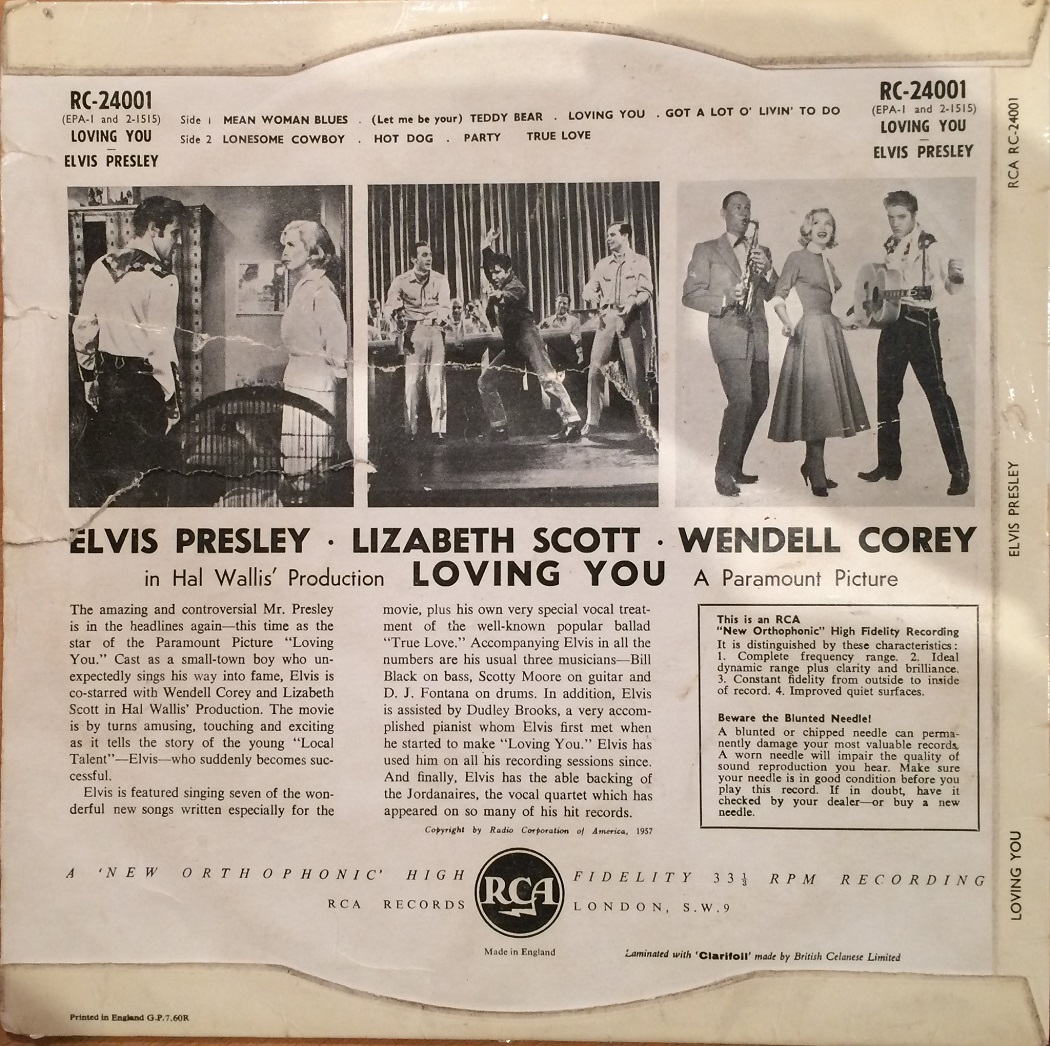 RC-24001
(EPA-1 and 2-1515)
LOVING YOU
–
ELVIS PRESLEY
Side 1 MEAN WOMAN BLUES . (Let me be your) TEDDY BEAR . LOVING YOU . GOT A LOT O' LIVIN' TO DO
Side 2 LONESOME COWBOY . HOT DOG . PARTY TRUE LOVE
RC-24001
(EPA-1 and 2-1515)
LOVING YOU
–
ELVIS PRESLEY
ELVIS PRESLEY · LIZABETH SCOTT · WENDELL COREY
in Hal Wallis' Production LOVING YOU A Paramount Picture
The amazing and controversial Mr. Presley
is in the headlines again—this time as the
star of the Paramount Picture “Loving
You.” Cast as a small-town boy who un-
expectedly sings his way into fame, Elvis is
co-starred with Wendell Corey and Lizabeth
Scott in Hal Wallis' Production. The movie
is by turns amusing, touching and exciting
as it tells the story of the young “Local
Talent”—Elvis—who suddenly becomes suc-
cessful.
Elvis is featured singing seven of the won-
derful new songs written especially for the
movie, plus his own very special vocal treat-
ment of the well-known popular ballad
“True Love.” Accompanying Elvis in all the
numbers are his usual three musicians—Bill
Black on bass, Scotty Moore on guitar and
D. J. Fontana on drums. In addition, Elvis
is assisted by Dudley Brooks, a very accom-
plished pianist whom Elvis first met when
he started to make “Loving You.” Elvis has
used him on all his recording sessions since.
And finally, Elvis has the able backing of
the Jordanaires, the vocal quartet which has
appeared on so many of his hit records.
Copyright by Radio Corporation of America, 1957
This is an RCA
“New Orthophonic” High Fidelity Recording
It is distinguished by these characteristics:
1. Complete frequency range. 2. Ideal
dynamic range plus clarity and brilliance.
3. Constant fidelity from outside to inside
of record. 4. Improved quiet surfaces.
Beware the Blunted Needle!
A blunted or chipped needle can perma-
nently damage your most valuable records.
A worn needle will impair the quality of
sound reproduction you hear. Make sure
your needle is in good condition before you
play this record. If in doubt, have it
checked by your dealer—or buy a new
needle.
A 'NEW ORTHOPHONIC' HIGH FIDELITY 33⅓ RPM RECORDING
RCA
RCA RECORDS LONDON, S.W.9
Made in England
Laminated with 'Clarifoil' made by British Celanese Limited
Printed in England G.P.7.60R
RCA RC-24001
ELVIS PRESLEY
LOVING YOU